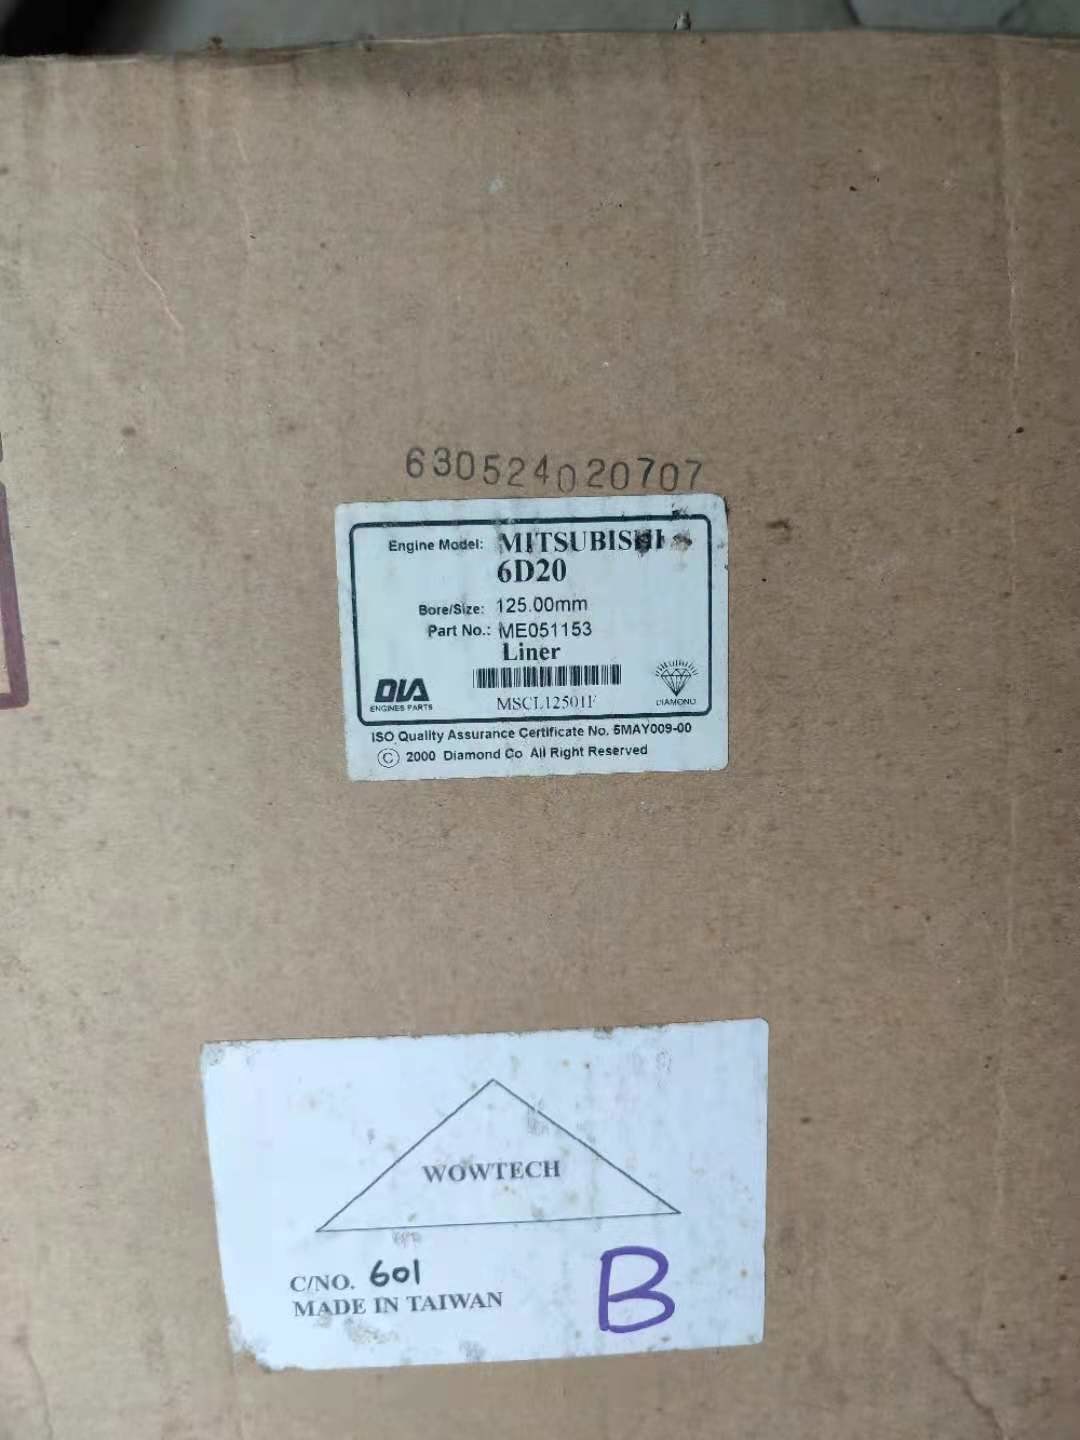 630524020707
Engine Model: MITSUBISHI
6D20
Bore/Size: 125.00mm
Part No.: ME051153
Liner
DIA
ENGINES PARTS
MSCL12501F
DIAMOND
ISO Quality Assurance Certificate No. 5MAY009-00
© 2000 Diamond Co All Right Reserved
WOWTECH
C/NO. 601
MADE IN TAIWAN
B